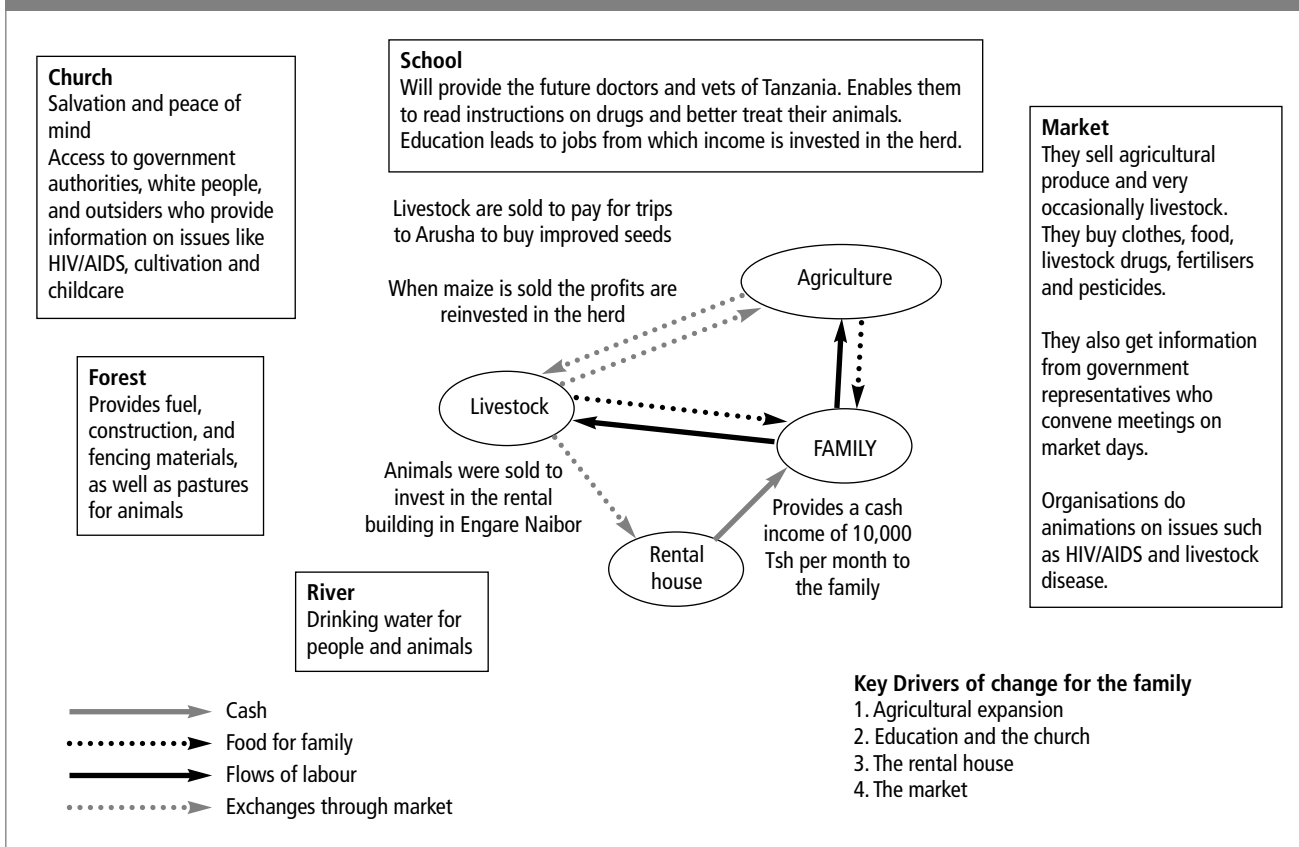 Church
Salvation and peace of
mind
Access to government
authorities, white people,
and outsiders who provide
information on issues like
HIV/AIDS, cultivation and
childcare
School
Will provide the future doctors and vets of Tanzania. Enables them
to read instructions on drugs and better treat their animals.
Education leads to jobs from which income is invested in the herd.
Market
They sell agricultural
produce and very
occasionally livestock.
They buy clothes, food,
livestock drugs, fertilisers
and pesticides.
They also get information
from government
representatives who
convene meetings on
market days.
Organisations do
animations on issues such
as HIV/AIDS and livestock
disease.
Livestock are sold to pay for trips
to Arusha to buy improved seeds
When maize is sold the profits are
reinvested in the herd
Agriculture
Forest
Provides fuel,
construction, and
fencing materials,
as well as pastures
for animals
Livestock
FAMILY
Animals were sold to
invest in the rental
building in Engare Naibor
Provides a cash
income of 10,000
Tsh per month to
the family
Rental
house
River
Drinking water for
people and animals
Cash
Food for family
Flows of labour
Exchanges through market
Key Drivers of change for the family
1. Agricultural expansion
2. Education and the church
3. The rental house
4. The market